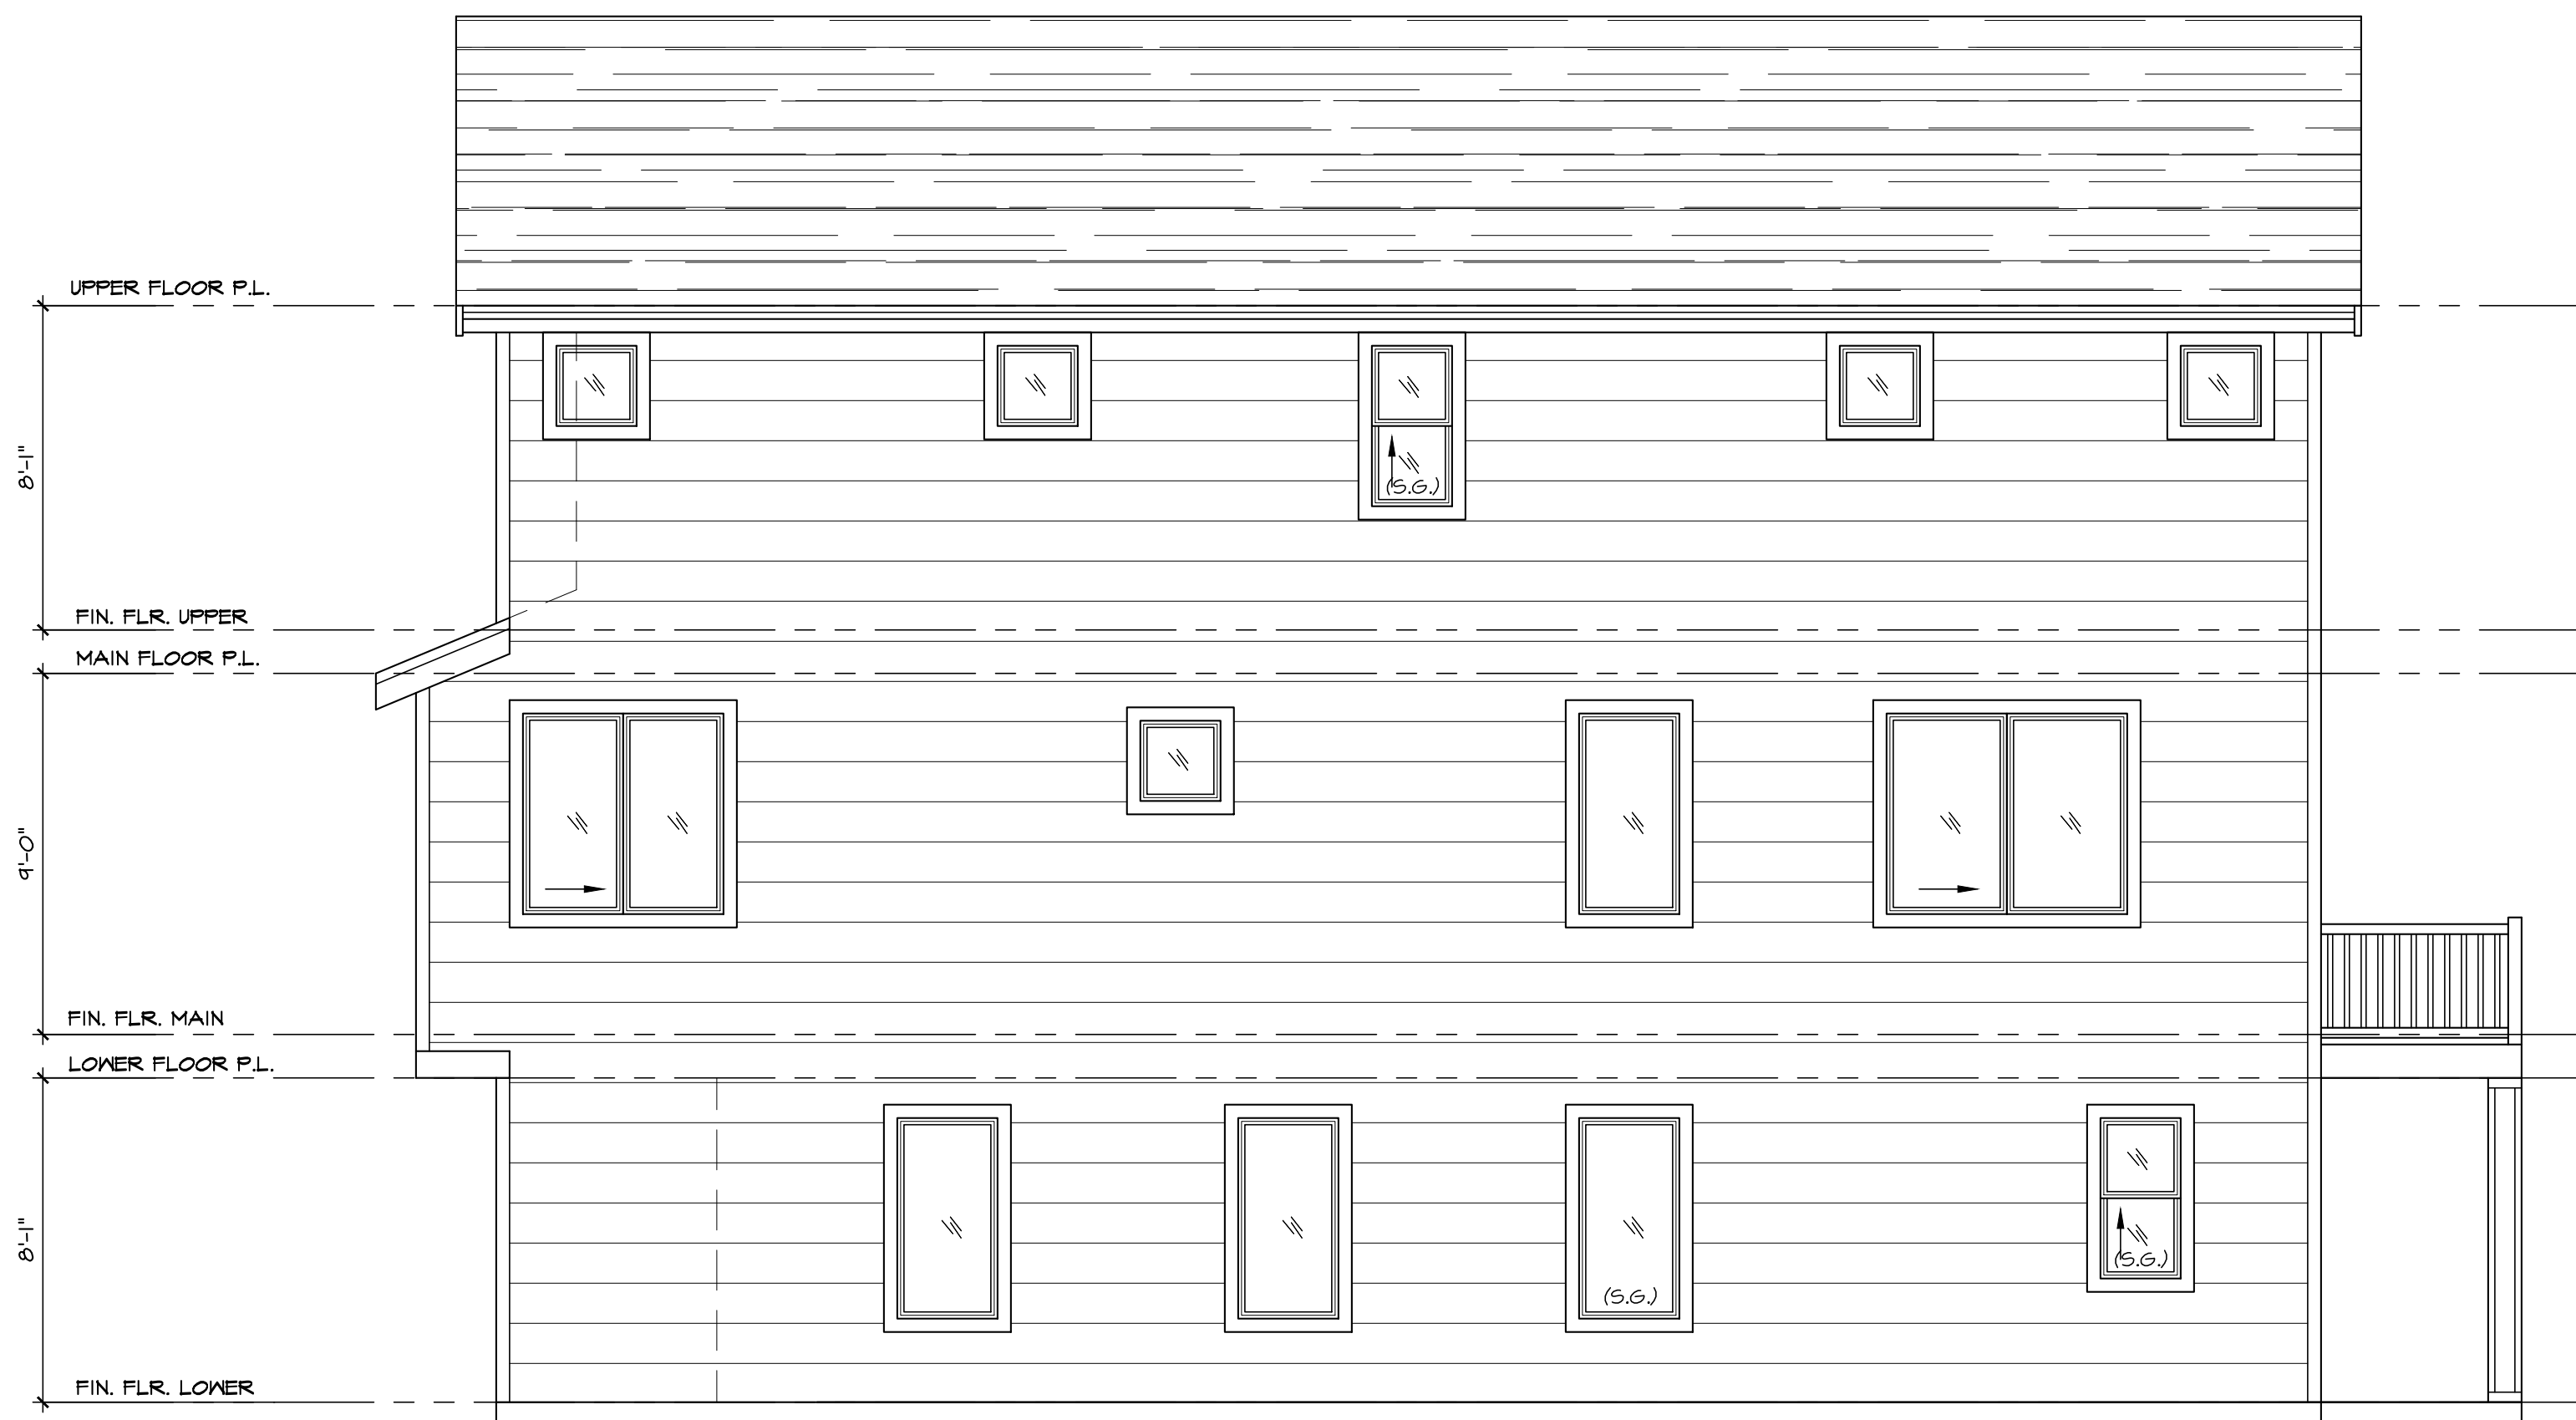 UPPER FLOOR P.L.
8'-1"
(S.G.)
FIN. FLR. UPPER
MAIN FLOOR P.L.
9'-0"
FIN. FLR. MAIN
LOWER FLOOR P.L.
8'-1"
(S.G.)
(S.G.)
FIN. FLR. LOWER